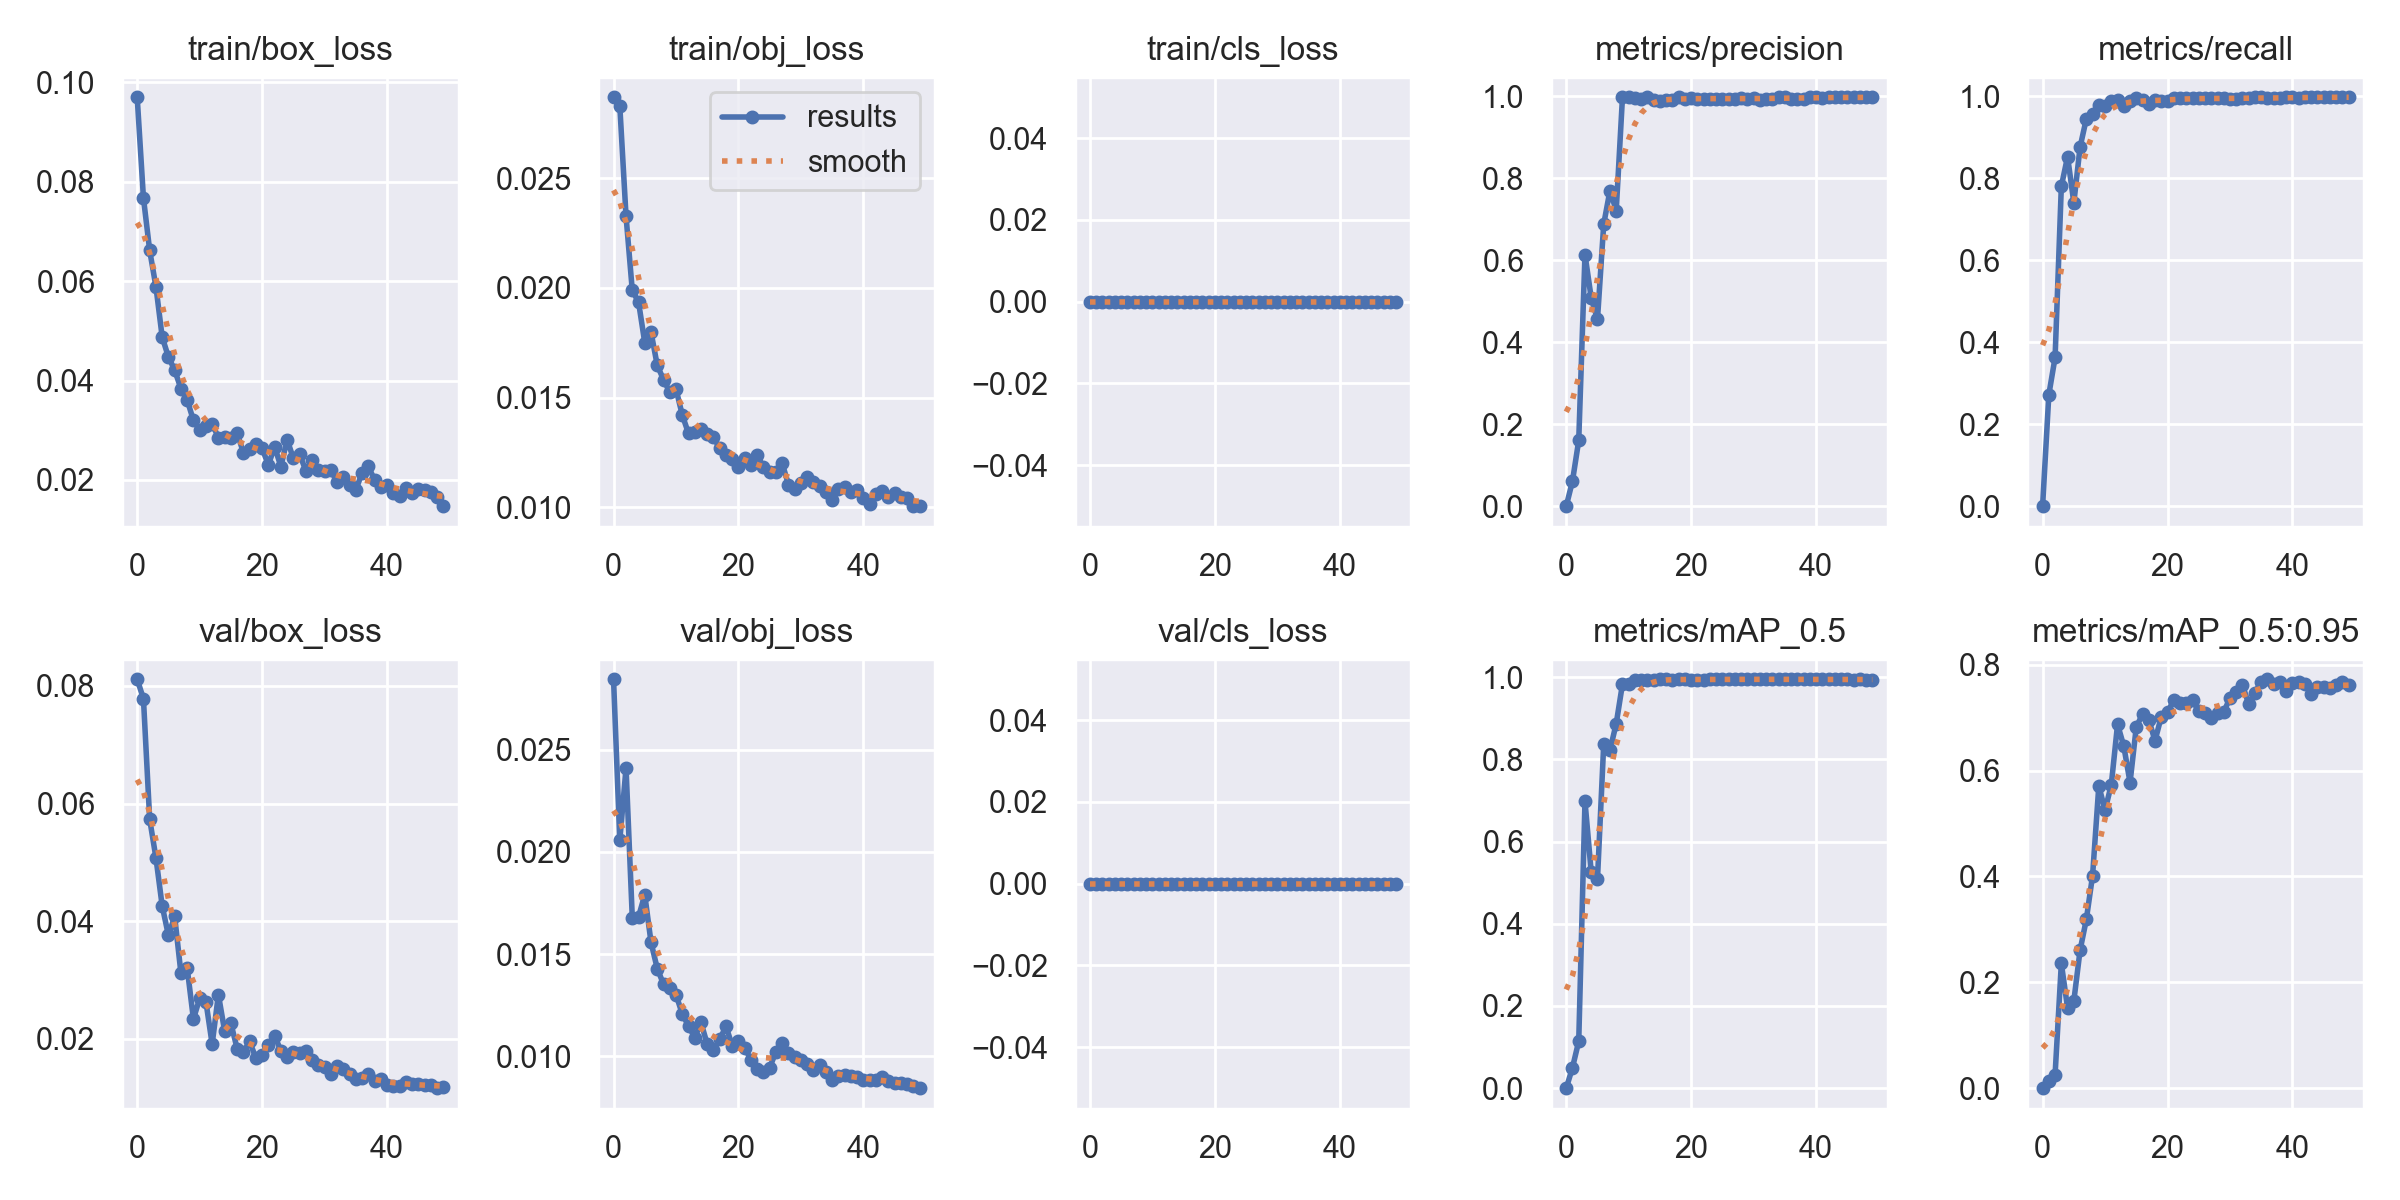 train/box_loss
0.10
0.08
0.06
0.04
0.02
0 20 40
train/obj_loss
results
smooth
0.025
0.020
0.015
0.010
0 20 40
train/cls_loss
0.04
0.02
0.00
−0.02
−0.04
0 20 40
metrics/precision
1.0
0.8
0.6
0.4
0.2
0.0
0 20 40
metrics/recall
1.0
0.8
0.6
0.4
0.2
0.0
0 20 40
val/box_loss
0.08
0.06
0.04
0.02
0 20 40
val/obj_loss
0.025
0.020
0.015
0.010
0 20 40
val/cls_loss
0.04
0.02
0.00
−0.02
−0.04
0 20 40
metrics/mAP_0.5
1.0
0.8
0.6
0.4
0.2
0.0
0 20 40
metrics/mAP_0.5:0.95
0.8
0.6
0.4
0.2
0.0
0 20 40